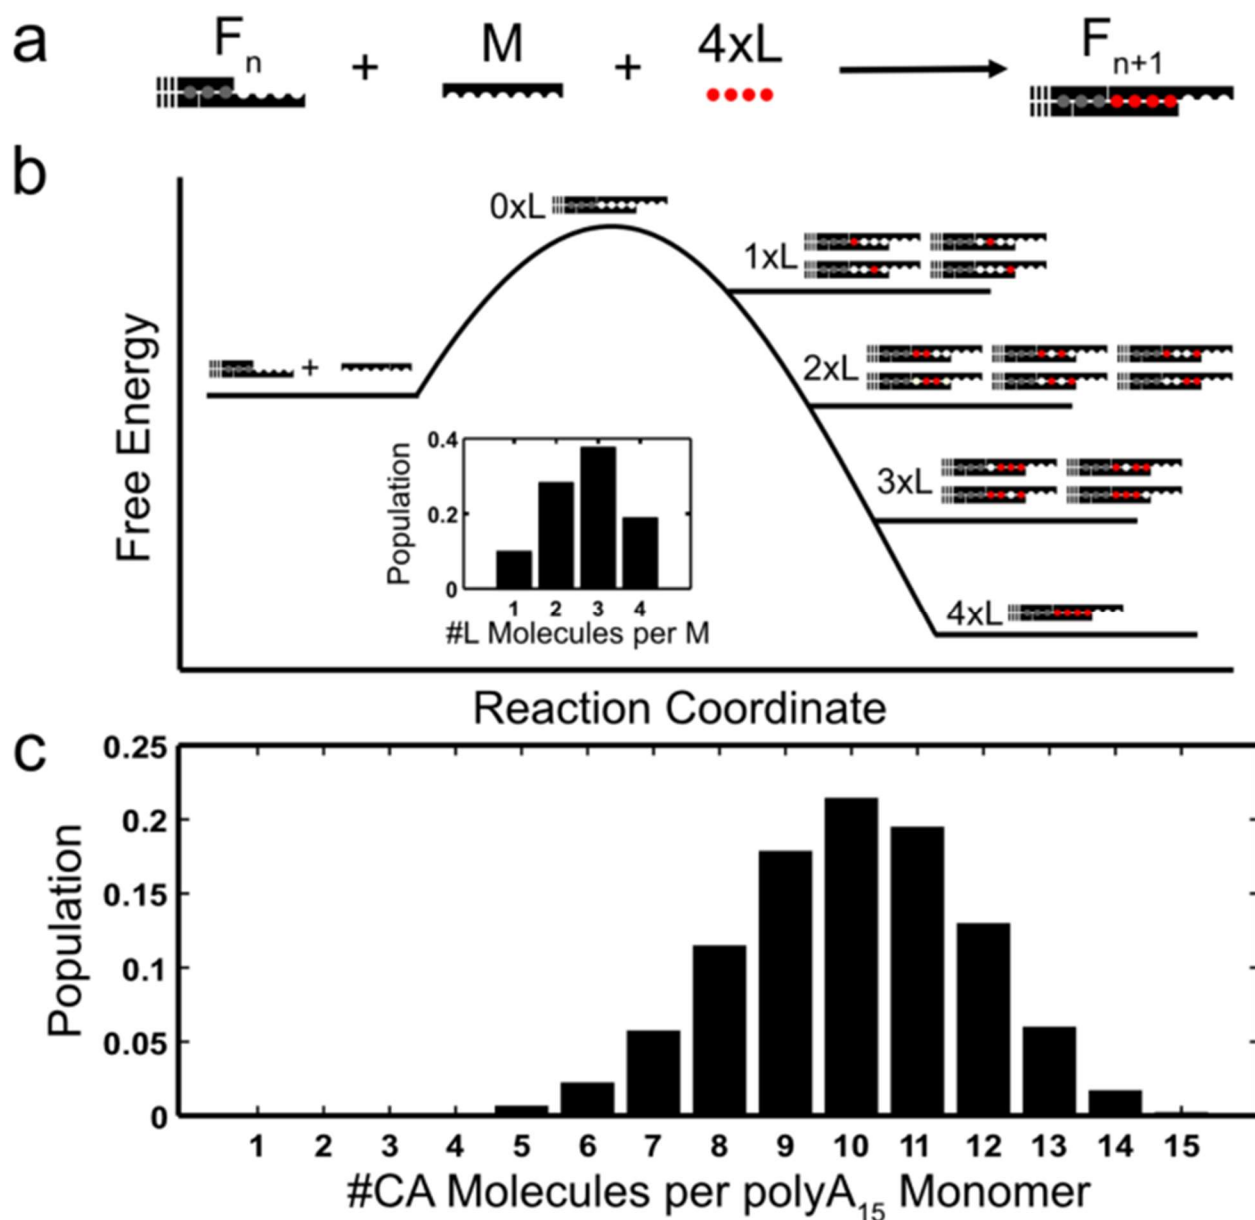 a
F n + M + 4xL F n+1
b
Free Energy
0xL
1xL
+
2xL
3xL
4xL
Population
0.4
0.2
0
1 2 3 4
#L Molecules per M
Reaction Coordinate
c
Population
0.25
0.2
0.15
0.1
0.05
0
1 2 3 4 5 6 7 8 9 10 11 12 13 14 15
#CA Molecules per polyA15 Monomer